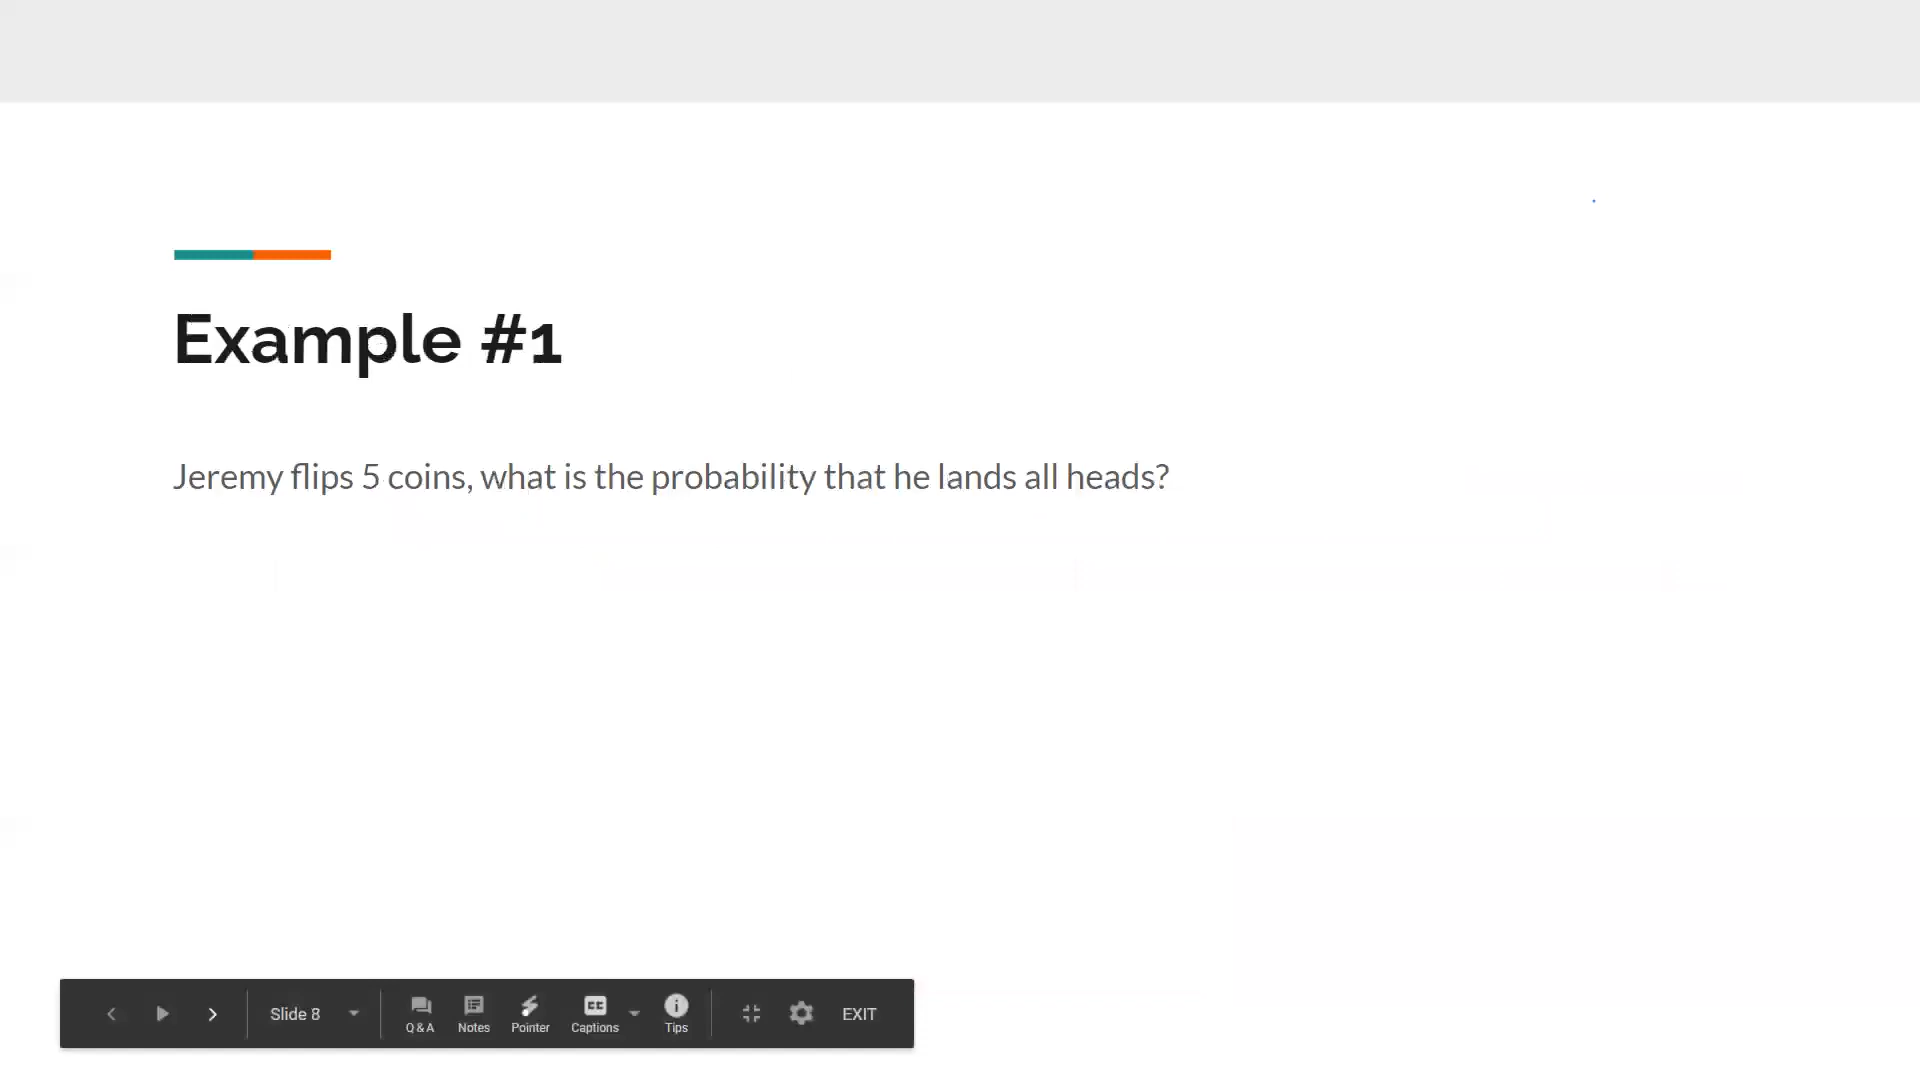 Example #1
Jeremy flips 5 coins, what is the probability that he lands all heads?
Slide 8
Q & A
Notes
Pointer
Captions
Tips
EXIT